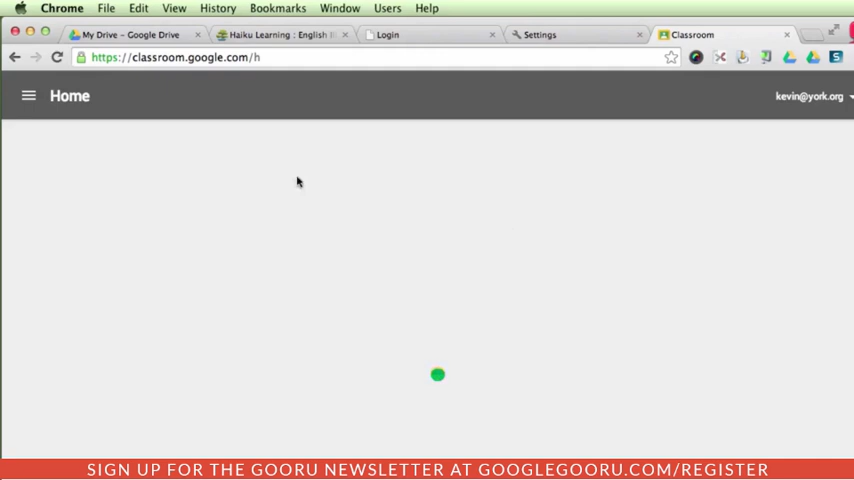 Chrome File Edit View History Bookmarks Window Users Help
My Drive - Google Drive Haiku Learning : English II Login Settings Classroom
https://classroom.google.com/h
Home kevin@york.org
SIGN UP FOR THE GOORU NEWSLETTER AT GOOGLEGOORU.COM/REGISTER